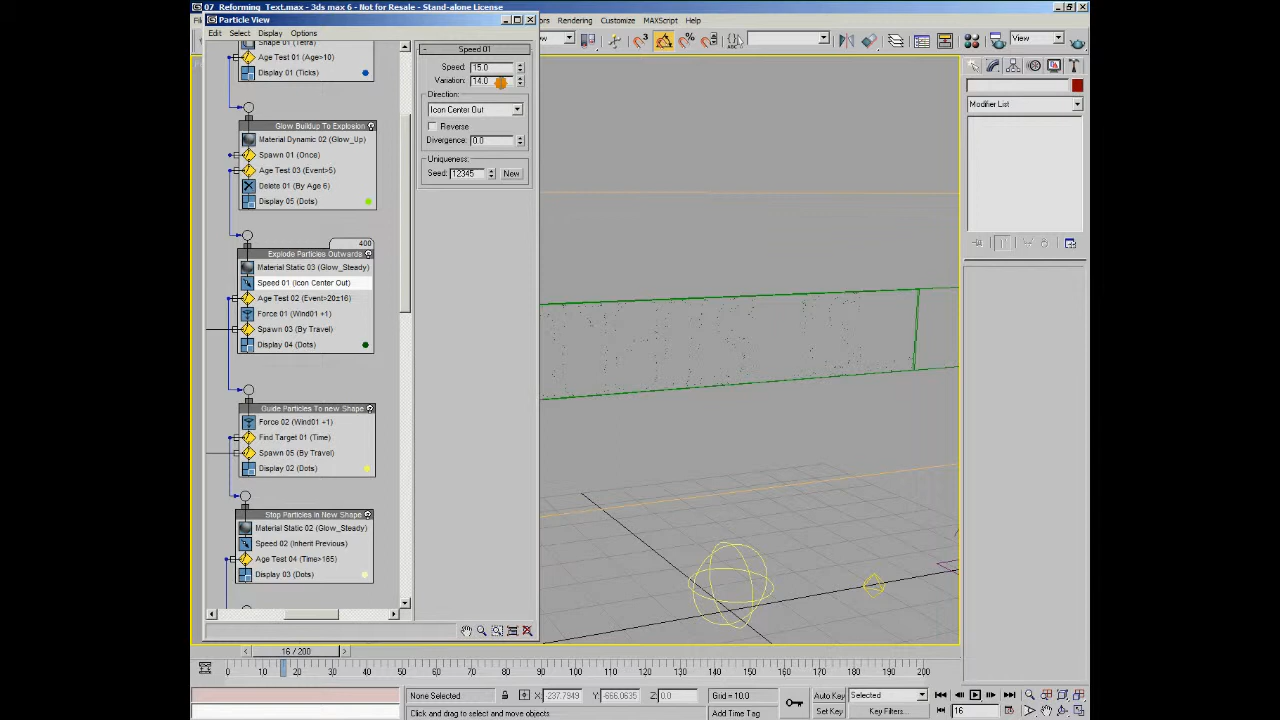 07_Reforming_Text.max - 3ds max 6 - Not for Resale - Stand-alone License
Particle View
Rendering Customize MAXScript Help
Edit Select Display Options
View
Shape 01 (Tetra)
Age Test 01 (Age>10)
Display 01 (Ticks)
Glow Buildup To Explosion
Material Dynamic 02 (Glow_Up)
Spawn 01 (Once)
Age Test 03 (Event>5)
Delete 01 (By Age 6)
Display 05 (Dots)
400
Explode Particles Outwards
Material Static 03 (Glow_Steady)
Speed 01 (Icon Center Out)
Age Test 02 (Event>20±16)
Force 01 (Wind01 +1)
Spawn 03 (By Travel)
Display 04 (Dots)
Guide Particles To new Shape
Force 02 (Wind01 +1)
Find Target 01 (Time)
Spawn 05 (By Travel)
Display 02 (Dots)
Stop Particles in New Shape
Material Static 02 (Glow_Steady)
Speed 02 (Inherit Previous)
Age Test 04 (Time>165)
Display 03 (Dots)
Speed 01
Speed: 15.0
Variation: 14.0
Direction:
Icon Center Out
Reverse
Divergence: 0.0
Uniqueness:
Seed: 12345 New
Modifier List
16 / 200
0 10 20 30 40 50 60 70 80 90 100 110 120 130 140 150 160 170 180 190 200
None Selected X: -237.7949 Y: -666.0635 Z: 0.0 Grid = 10.0 Auto Key Selected
Click and drag to select and move objects Add Time Tag Set Key Key Filters... 16